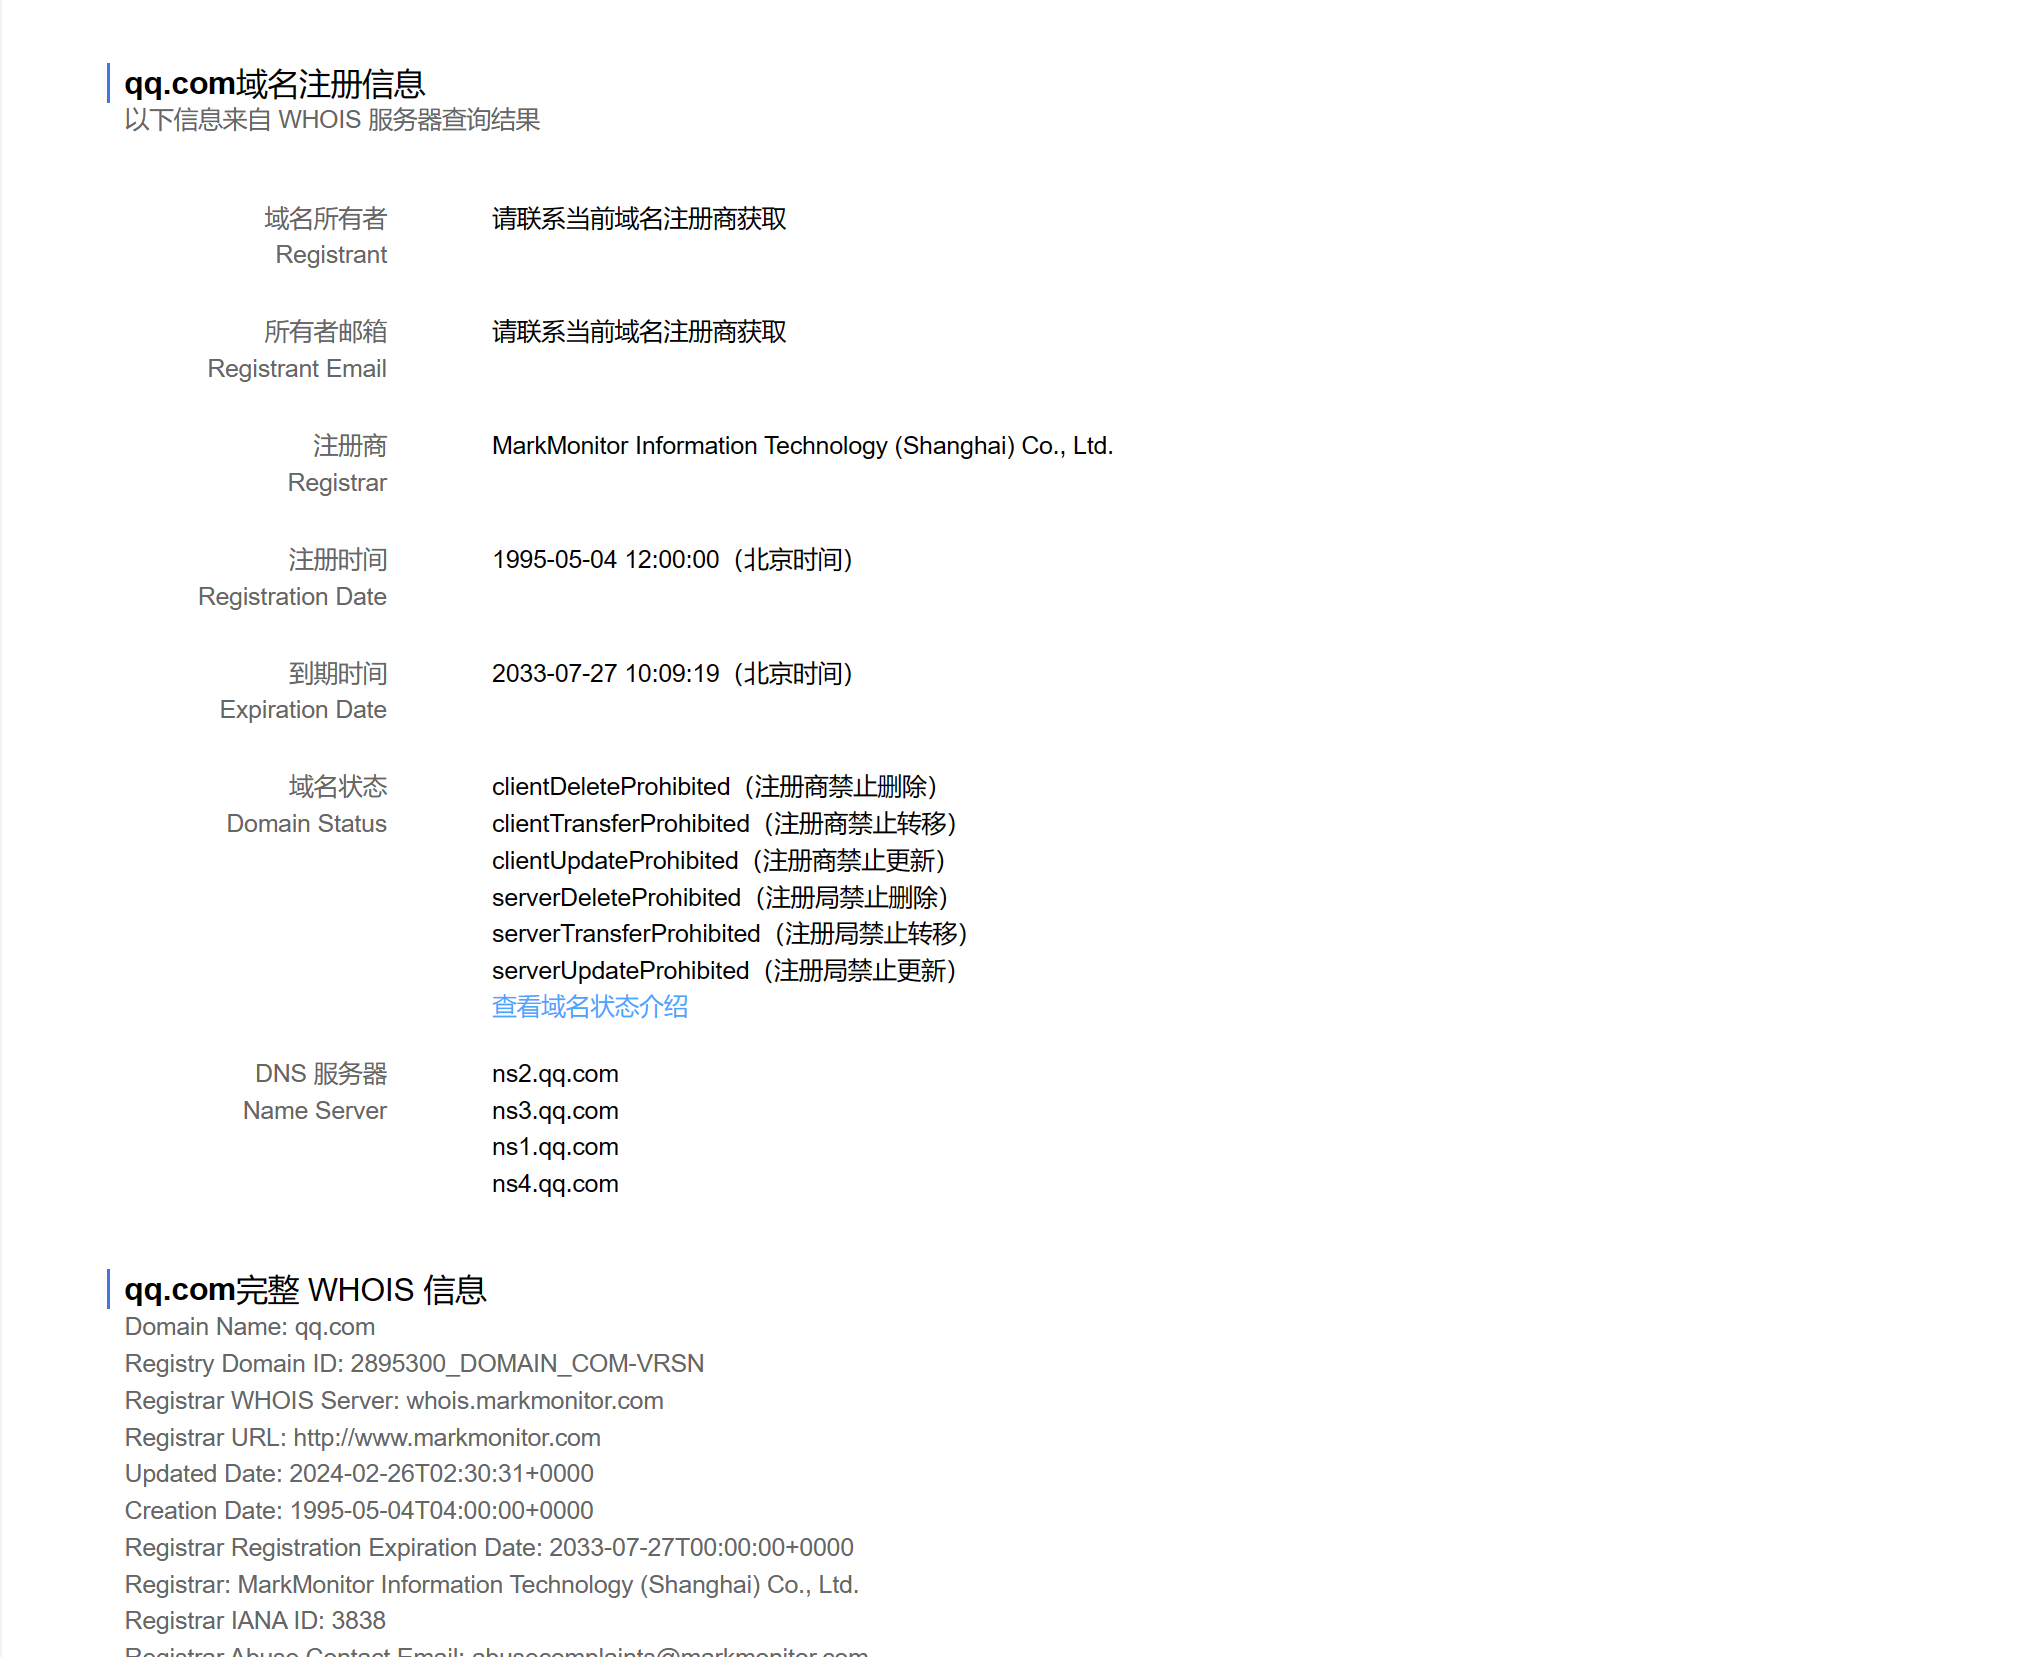 qq.com域名注册信息
以下信息来自 WHOIS 服务器查询结果
域名所有者
Registrant
请联系当前域名注册商获取
所有者邮箱
Registrant Email
请联系当前域名注册商获取
注册商
Registrar
MarkMonitor Information Technology (Shanghai) Co., Ltd.
注册时间
Registration Date
1995-05-04 12:00:00（北京时间）
到期时间
Expiration Date
2033-07-27 10:09:19（北京时间）
域名状态
Domain Status
clientDeleteProhibited（注册商禁止删除）
clientTransferProhibited（注册商禁止转移）
clientUpdateProhibited（注册商禁止更新）
serverDeleteProhibited（注册局禁止删除）
serverTransferProhibited（注册局禁止转移）
serverUpdateProhibited（注册局禁止更新）
查看域名状态介绍
DNS 服务器
Name Server
ns2.qq.com
ns3.qq.com
ns1.qq.com
ns4.qq.com
qq.com完整 WHOIS 信息
Domain Name: qq.com
Registry Domain ID: 2895300_DOMAIN_COM-VRSN
Registrar WHOIS Server: whois.markmonitor.com
Registrar URL: http://www.markmonitor.com
Updated Date: 2024-02-26T02:30:31+0000
Creation Date: 1995-05-04T04:00:00+0000
Registrar Registration Expiration Date: 2033-07-27T00:00:00+0000
Registrar: MarkMonitor Information Technology (Shanghai) Co., Ltd.
Registrar IANA ID: 3838
Registrar Abuse Contact Email: abusecomplaints@markmonitor.com